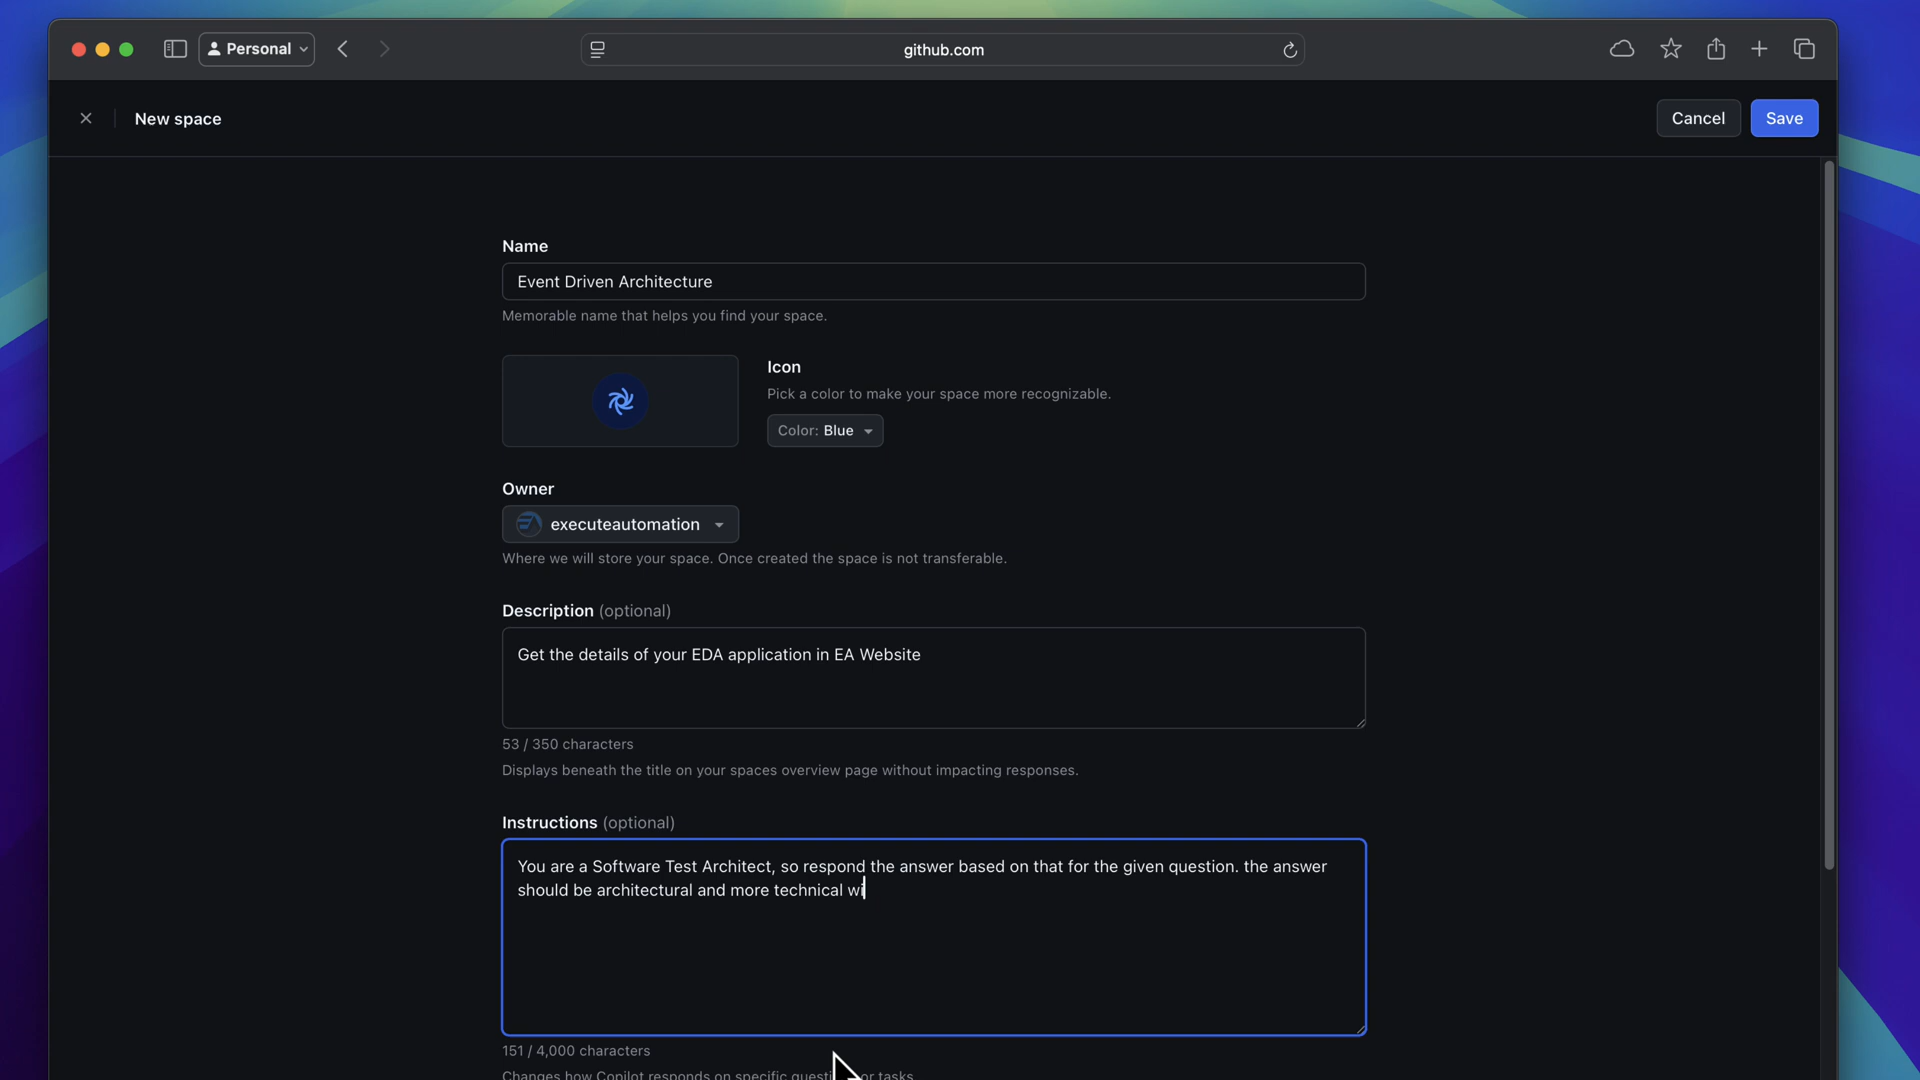 Personal
github.com
New space
Cancel
Save
Name
Event Driven Architecture
Memorable name that helps you find your space.
Icon
Pick a color to make your space more recognizable.
Color: Blue
Owner
executeautomation
Where we will store your space. Once created the space is not transferable.
Description (optional)
Get the details of your EDA application in EA Website
53 / 350 characters
Displays beneath the title on your spaces overview page without impacting responses.
Instructions (optional)
You are a Software Test Architect, so respond the answer based on that for the given question. the answer
should be architectural and more technical wi
151 / 4,000 characters
Changes how Copilot responds on specific tasks